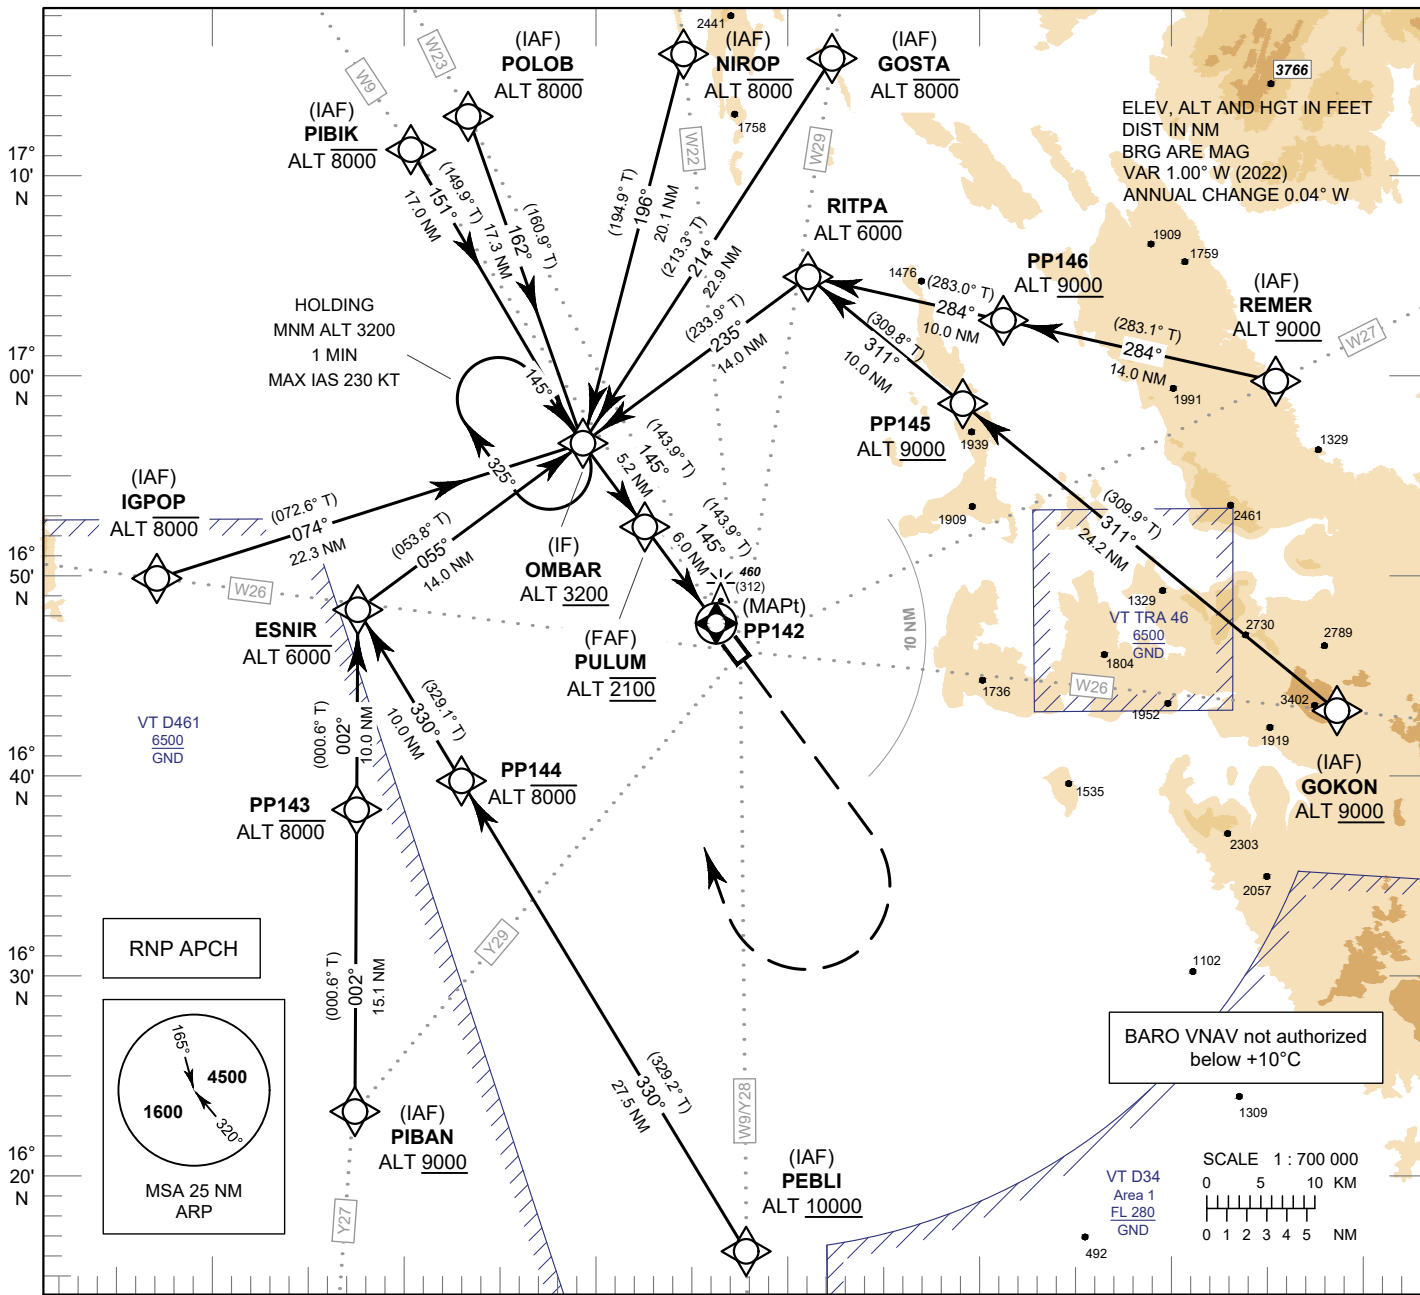 2441
(IAF)
POLOB
ALT 8000
(IAF)
NIROP
ALT 8000
(IAF)
GOSTA
ALT 8000
3766
ELEV, ALT AND HGT IN FEET
DIST IN NM
BRG ARE MAG
VAR 1.00° W (2022)
ANNUAL CHANGE 0.04° W
W9
W23
(IAF)
PIBIK
ALT 8000
1758
W22
W29
17°
10'
N
(149.9° T)
151°
17.0 NM
(160.9° T)
162°
17.3 NM
(194.9° T)
196°
20.1 NM
(213.3° T)
214°
22.9 NM
RITPA
ALT 6000
1909
1759
PP146
ALT 9000
1476
(283.0° T)
284°
10.0 NM
(IAF)
REMER
ALT 9000
(283.1° T)
284°
14.0 NM
W27
HOLDING
MNM ALT 3200
1 MIN
MAX IAS 230 KT
(233.9° T)
235°
14.0 NM
(309.8° T)
311°
10.0 NM
17°
00'
N
145°
325°
PP145
ALT 9000
1939
1991
1329
(143.9° T)
145°
5.2 NM
(IAF)
IGPOP
ALT 8000
(072.6° T)
074°
22.3 NM
(053.8° T)
055°
14.0 NM
1909
2461
(309.9° T)
311°
24.2 NM
16°
50'
N
W26
(IF)
OMBAR
ALT 3200
(143.9° T)
145°
6.0 NM
460
(312)
(MAPt)
PP142
10 NM
1329
VT TRA 46
6500
GND
2730
2789
ESNIR
ALT 6000
(FAF)
PULUM
ALT 2100
1804
1736
W26
1952
3402
1919
VT D461
6500
GND
(000.6° T)
002°
10.0 NM
(329.1° T)
330°
10.0 NM
16°
40'
N
PP144
ALT 8000
PP143
ALT 8000
1535
(IAF)
GOKON
ALT 9000
2303
2057
RNP APCH
Y29
16°
30'
N
(000.6° T)
002°
15.1 NM
1102
165°
4500
1600
320°
MSA 25 NM
ARP
BARO VNAV not authorized
below +10°C
(329.2° T)
330°
27.5 NM
1309
(IAF)
PIBAN
ALT 9000
W9/Y28
16°
20'
N
(IAF)
PEBLI
ALT 10000
Y27
VT D34
Area 1
FL 280
GND
SCALE 1 : 700 000
0 5 10 KM
0 1 2 3 4 5 NM
492